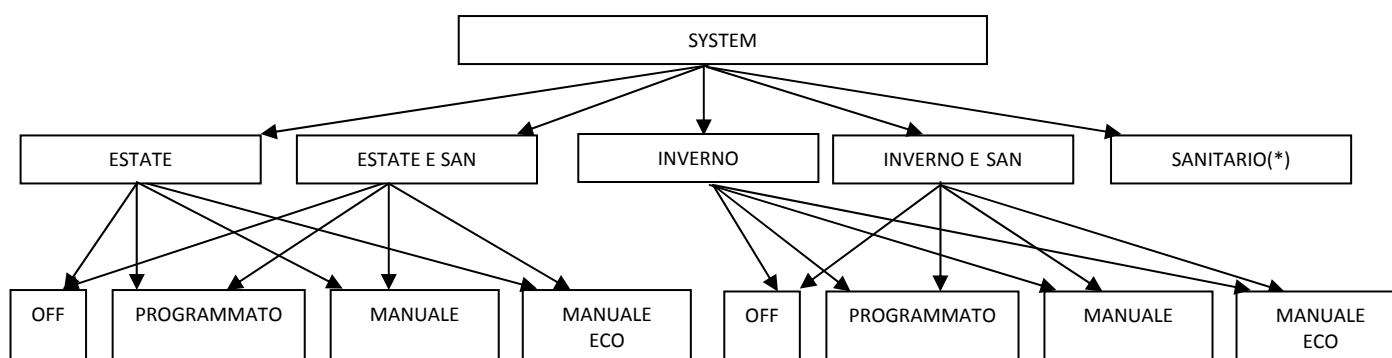 SYSTEM
ESTATE
ESTATE E SAN
INVERNO
INVERNO E SAN
SANITARIO(*)
OFF
PROGRAMMATO
MANUALE
MANUALE
ECO
OFF
PROGRAMMATO
MANUALE
MANUALE
ECO